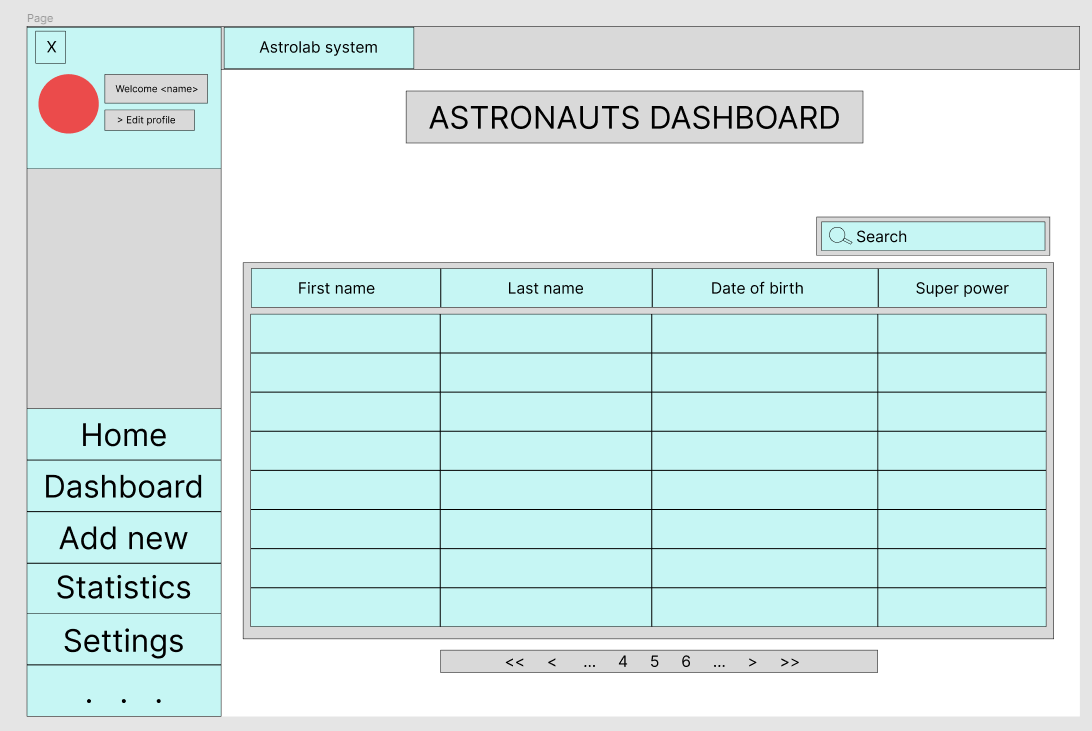 Page
X
Astrolab system
Welcome <name>
> Edit profile
ASTRONAUTS DASHBOARD
Search
First name Last name Date of birth Super power
Home
Dashboard
Add new
Statistics
Settings
. . .
<< < ... 4 5 6 ... > >>